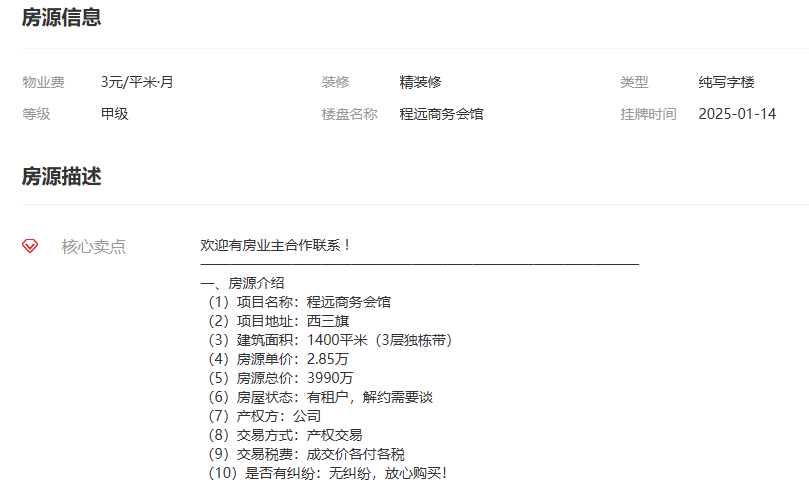 房源信息
物业费 3元/平米·月 装修 精装修 类型 纯写字楼
等级 甲级 楼盘名称 程远商务会馆 挂牌时间 2025-01-14
房源描述
核心卖点 欢迎有房业主合作联系！
一、房源介绍
（1）项目名称：程远商务会馆
（2）项目地址：西三旗
（3）建筑面积：1400平米（3层独栋带）
（4）房源单价：2.85万
（5）房源总价：3990万
（6）房屋状态：有租户，解约需要谈
（7）产权方：公司
（8）交易方式：产权交易
（9）交易税费：成交价各付各税
（10）是否有纠纷：无纠纷，放心购买！